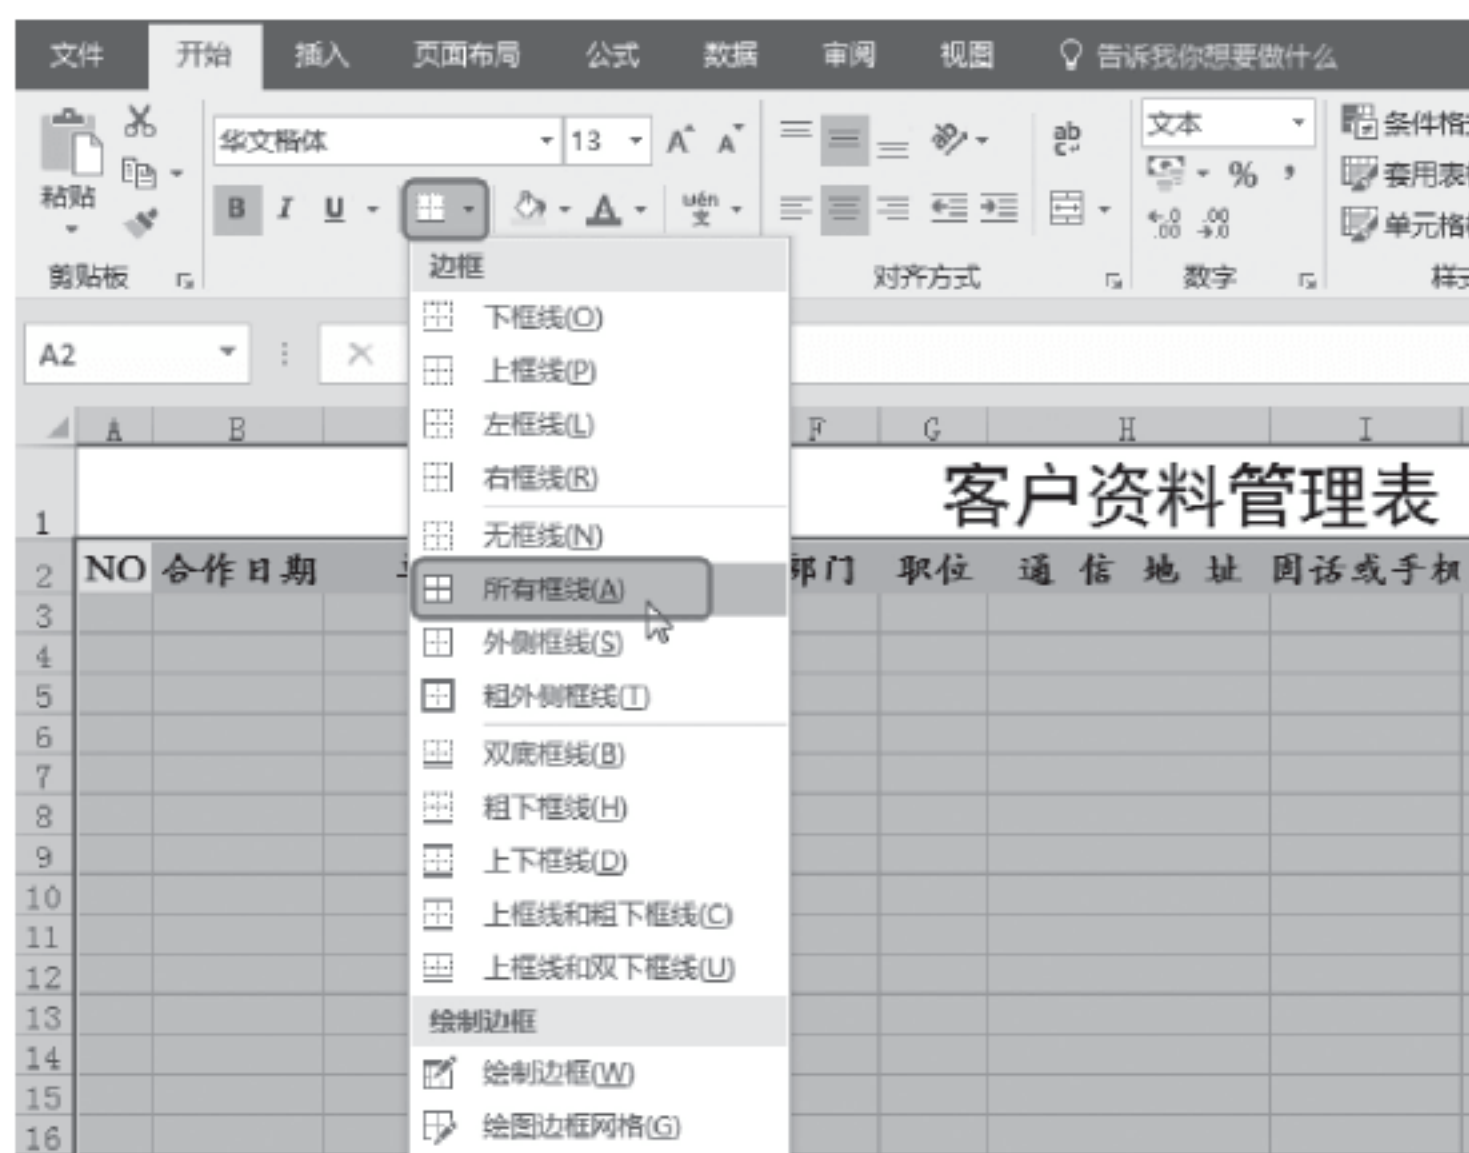 文件 开始 插入 页面布局 公式 数据 审阅 视图 告诉我你想要做什么
华文楷体 13 文本 条件格
粘贴 % 套用表
B I U A wén 文 单元格
剪贴板 对齐方式 数字
边框
下框线(O)
A2
上框线(P)
左框线(L)
A B F G H I
右框线(R)
1 客户资料管理表
无框线(N)
2 NO 合作日期 部门 职位 通信地址 固话或手机
所有框线(A)
3
外侧框线(S)
4
粗外侧框线(T)
5
6
双底框线(B)
7
粗下框线(H)
8
上下框线(D)
9
10
上框线和粗下框线(C)
11
上框线和双下框线(U)
12
绘制边框
13
14
绘制边框(W)
15
绘图边框网格(G)
16